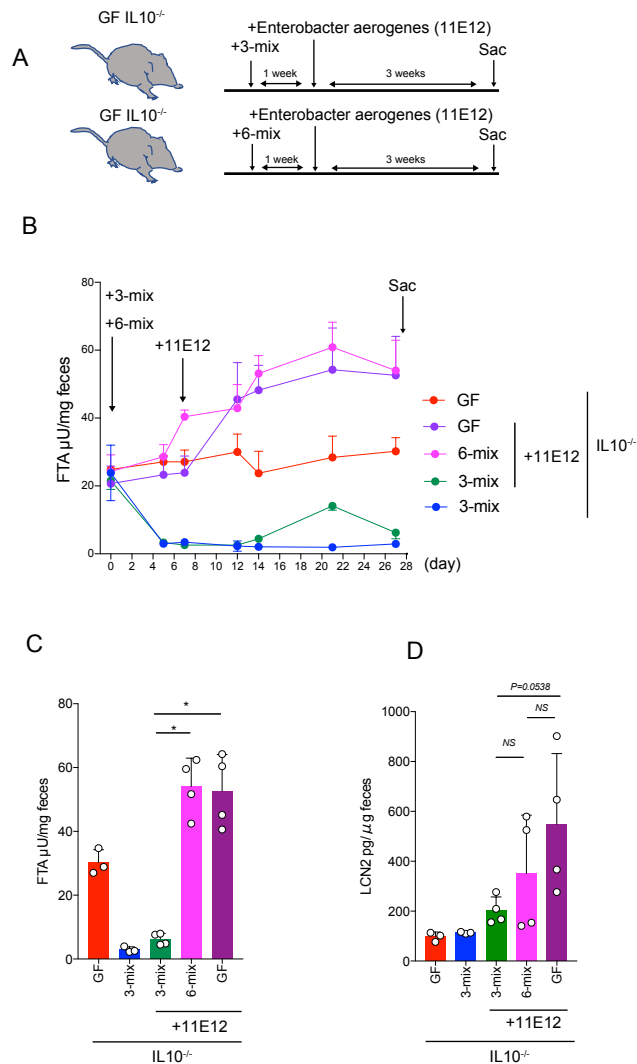 A
GF IL10-/-
+Enterobacter aerogenes (11E12)
+3-mix
1 week
3 weeks
Sac
GF IL10-/-
+Enterobacter aerogenes (11E12)
+6-mix
1 week
3 weeks
Sac
B
80
60
40
20
0
FTA μU/mg feces
+3-mix
+6-mix
+11E12
Sac
0 2 4 6 8 10 12 14 16 18 20 22 24 26 28 (day)
GF
GF
6-mix
3-mix
3-mix
+11E12
IL10-/-
C
80
60
40
20
0
FTA μU/mg feces
*
*
GF
3-mix
3-mix
6-mix
GF
+11E12
IL10-/-
D
1000
800
600
400
200
0
LCN2 pg/μg feces
P=0.0538
NS
NS
GF
3-mix
3-mix
6-mix
GF
+11E12
IL10-/-